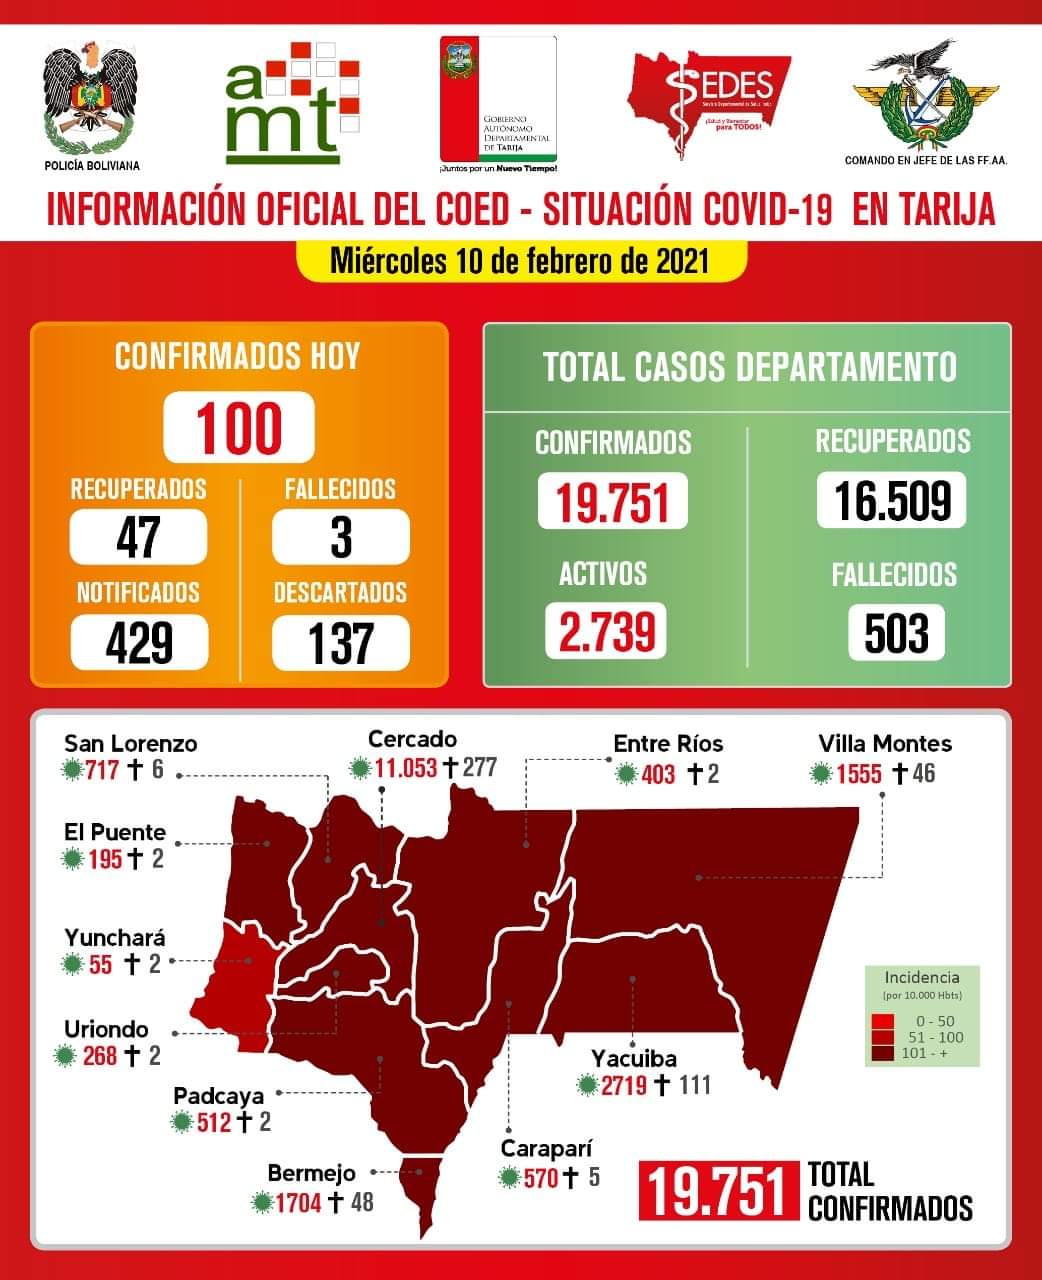 POLICÍA BOLIVIANA
amt
GOBIERNO
AUTÓNOMO
DEPARTAMENTAL
DE TARIJA
¡Juntos por un Nuevo Tiempo!
SEDES
Servicio Departamental de Salud Tarija
¡Salud y Bienestar
para TODOS!
COMANDO EN JEFE DE LAS FF.AA.
INFORMACIÓN OFICIAL DEL COED - SITUACIÓN COVID-19 EN TARIJA
Miércoles 10 de febrero de 2021
CONFIRMADOS HOY
100
RECUPERADOS FALLECIDOS
47 3
NOTIFICADOS DESCARTADOS
429 137
TOTAL CASOS DEPARTAMENTO
CONFIRMADOS RECUPERADOS
19.751 16.509
ACTIVOS FALLECIDOS
2.739 503
San Lorenzo
717 6
Cercado
11.053 277
Entre Ríos
403 2
Villa Montes
1555 46
El Puente
195 2
Yunchará
55 2
Uriondo
268 2
Padcaya
512 2
Bermejo
1704 48
Caraparí
570 5
Yacuiba
2719 111
Incidencia
(por 10.000 Hbts)
0 - 50
51 - 100
101 - +
19.751 TOTAL
CONFIRMADOS